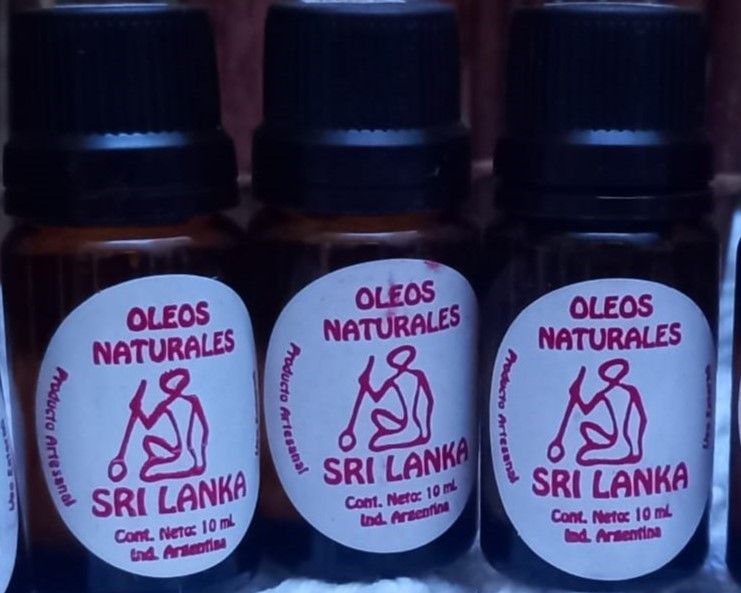 OLEOS
NATURALES
Producto Artesanal
SRI LANKA
Cont. Neto: 10 ml.
Ind. Argentina
OLEOS
NATURALES
Producto Artesanal
SRI LANKA
Cont. Neto: 10 ml.
Ind. Argentina
OLEOS
NATURALES
Producto Artesanal
SRI LANKA
Cont. Neto: 10 ml.
Ind. Argentina